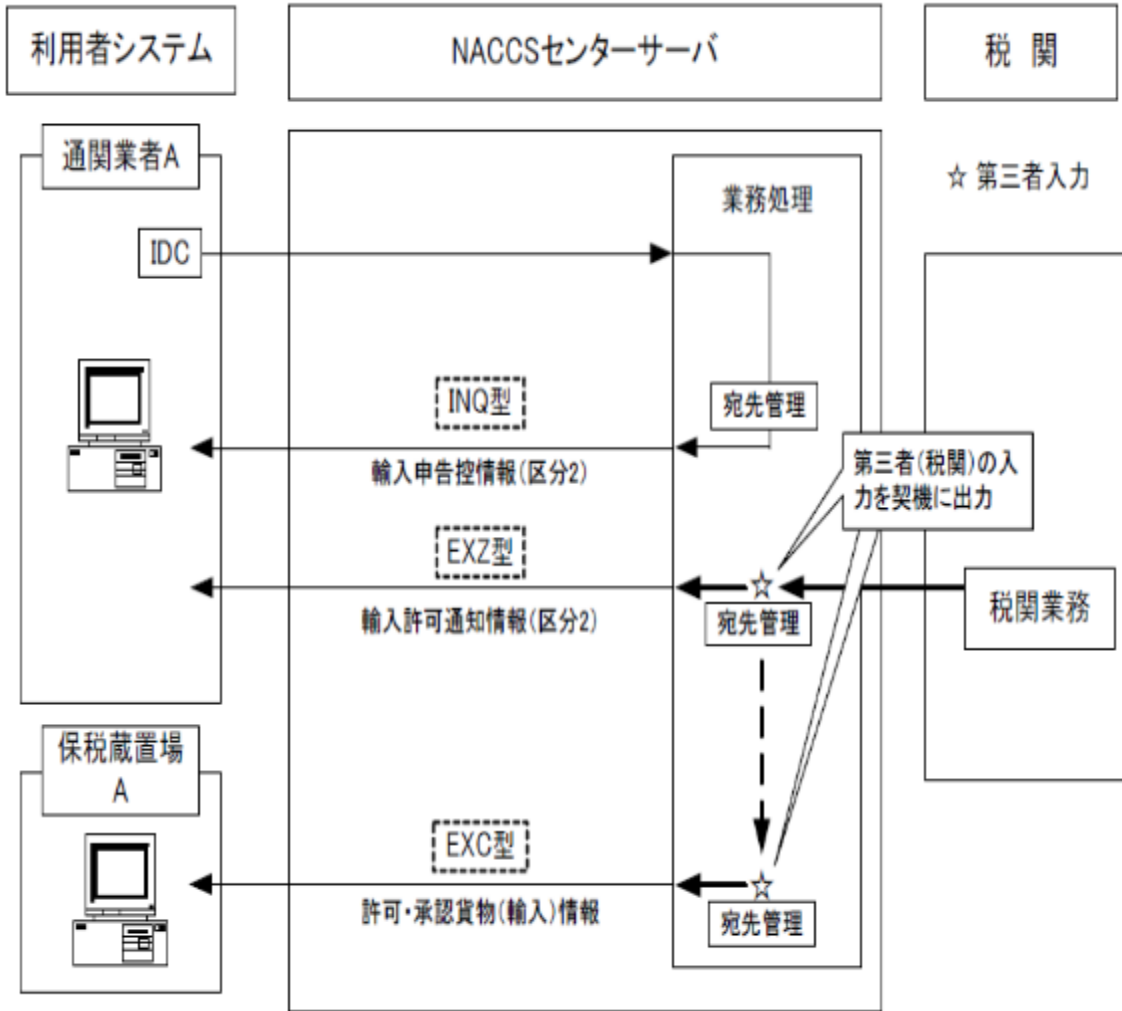 利用者システム
NACCSセンターサーバ
税 関
通関業者A
☆ 第三者入力
業務処理
IDC
INQ型
宛先管理
輸入申告控情報(区分2)
第三者(税関)の入
力を契機に出力
EXZ型
☆
税関業務
輸入許可通知情報(区分2)
宛先管理
保税蔵置場
A
EXC型
☆
許可・承認貨物(輸入)情報
宛先管理